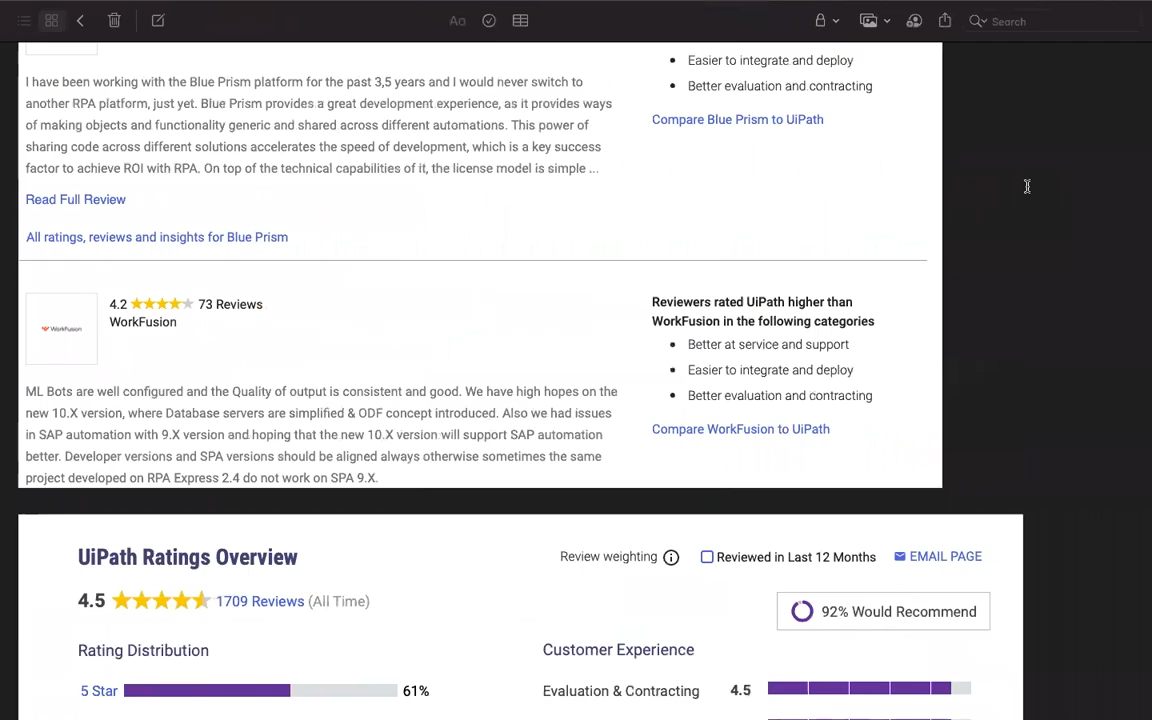 Aa
Search
Easier to integrate and deploy
Better evaluation and contracting
Compare Blue Prism to UiPath
I have been working with the Blue Prism platform for the past 3,5 years and I would never switch to
another RPA platform, just yet. Blue Prism provides a great development experience, as it provides ways
of making objects and functionality generic and shared across different automations. This power of
sharing code across different solutions accelerates the speed of development, which is a key success
factor to achieve ROI with RPA. On top of the technical capabilities of it, the license model is simple ...
Read Full Review
All ratings, reviews and insights for Blue Prism
WorkFusion
4.2 73 Reviews
WorkFusion
Reviewers rated UiPath higher than
WorkFusion in the following categories
Better at service and support
Easier to integrate and deploy
Better evaluation and contracting
Compare WorkFusion to UiPath
ML Bots are well configured and the Quality of output is consistent and good. We have high hopes on the
new 10.X version, where Database servers are simplified & ODF concept introduced. Also we had issues
in SAP automation with 9.X version and hoping that the new 10.X version will support SAP automation
better. Developer versions and SPA versions should be aligned always otherwise sometimes the same
project developed on RPA Express 2.4 do not work on SPA 9.X.
UiPath Ratings Overview
Review weighting
Reviewed in Last 12 Months
EMAIL PAGE
4.5 1709 Reviews (All Time)
92% Would Recommend
Rating Distribution
Customer Experience
5 Star 61%
Evaluation & Contracting 4.5